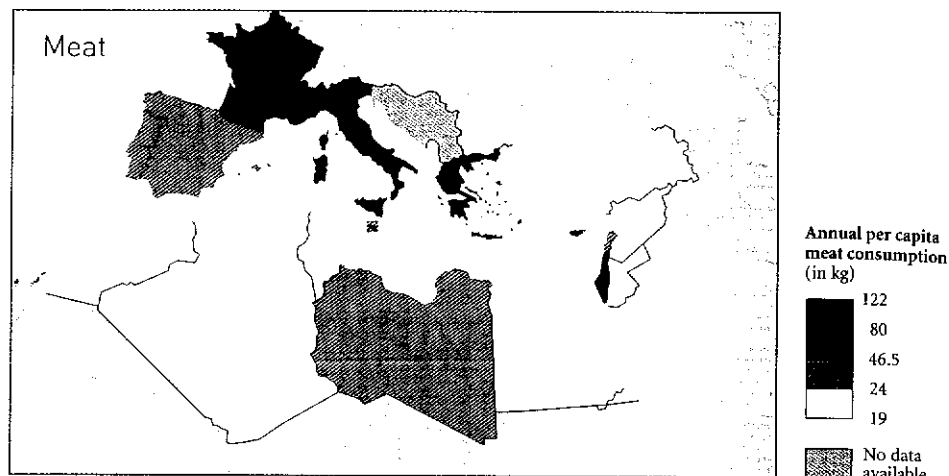 Meat
Annual per capita
meat consumption
(in kg)
122
80
46.5
24
19
No data
available